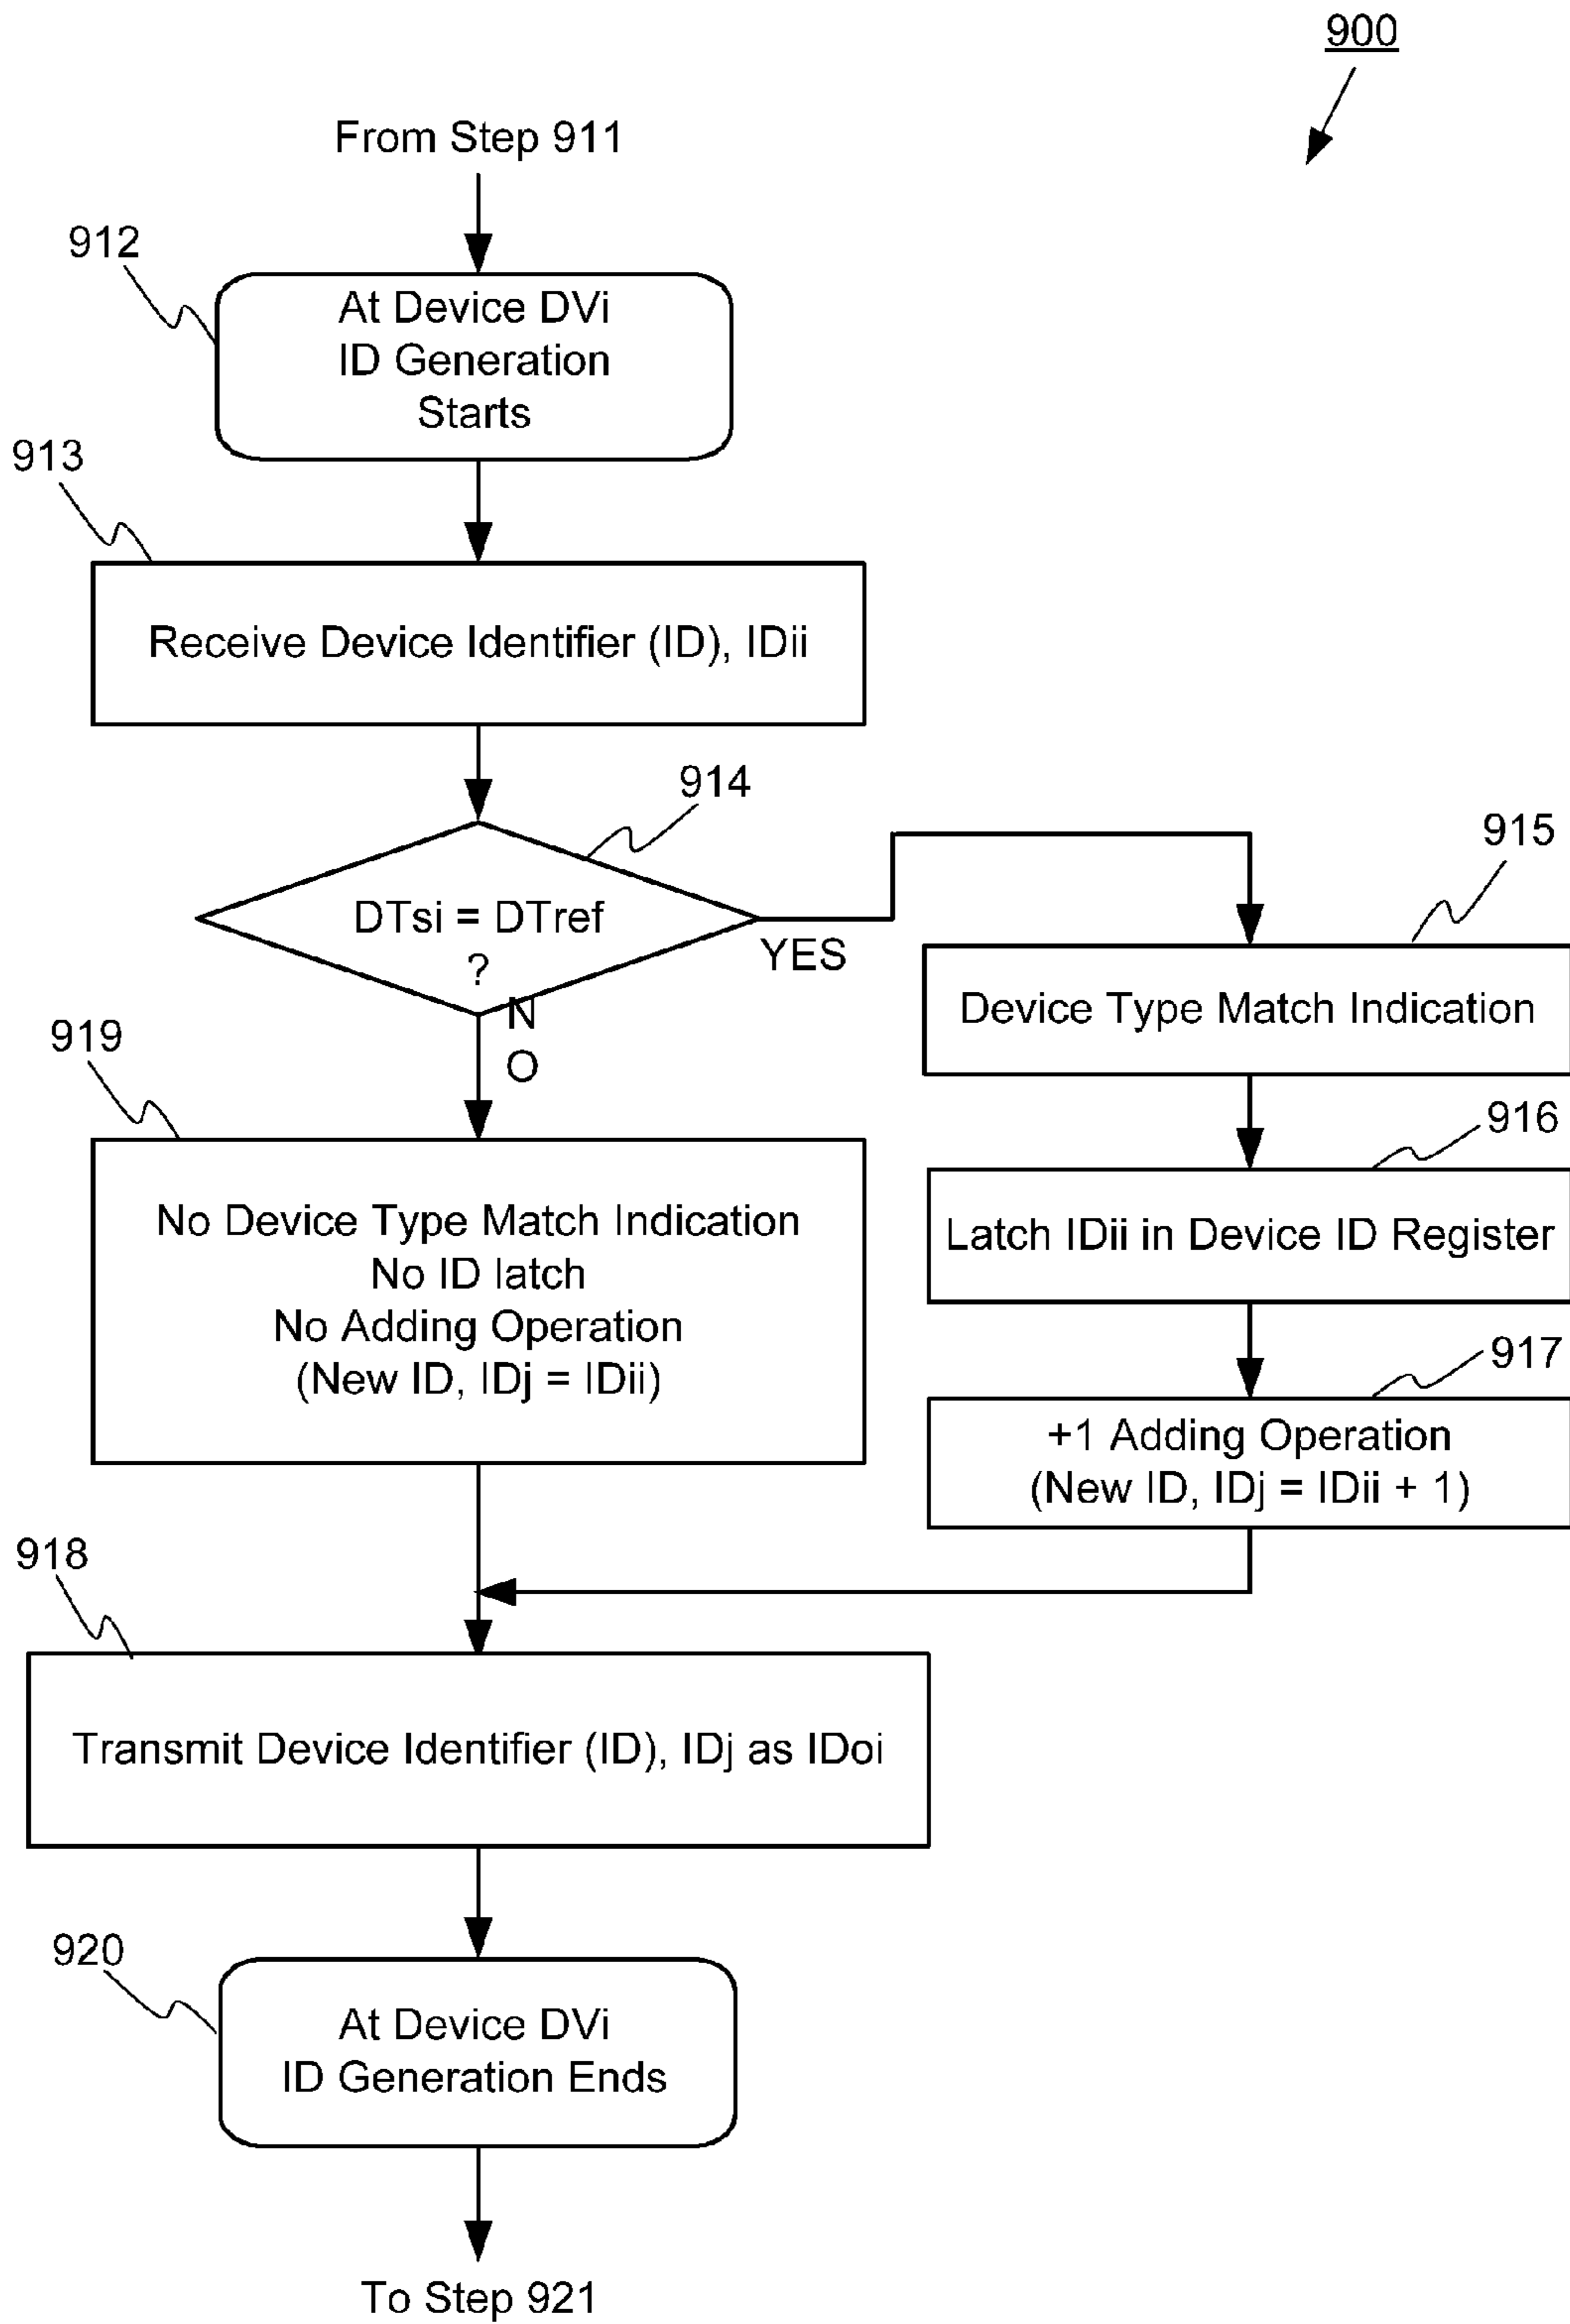 900
From Step 911
912
At Device DVi
ID Generation
Starts
913
Receive Device Identifier (ID), IDii
914
DTsi = DTref
?
YES
N
O
915
Device Type Match Indication
916
Latch IDii in Device ID Register
917
+1 Adding Operation
(New ID, IDj = IDii + 1)
919
No Device Type Match Indication
No ID latch
No Adding Operation
(New ID, IDj = IDii)
918
Transmit Device Identifier (ID), IDj as IDoi
920
At Device DVi
ID Generation Ends
To Step 921